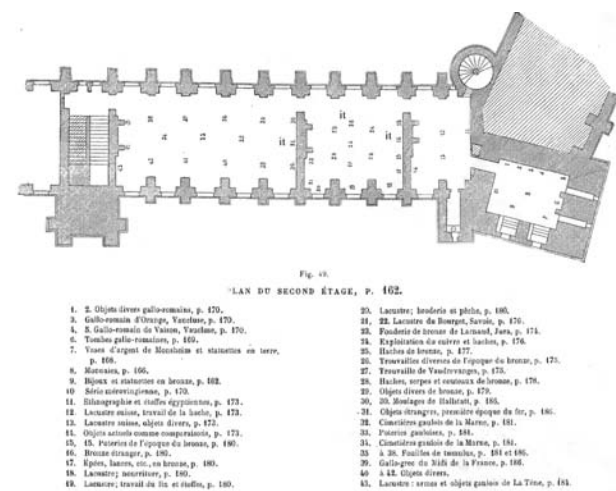 Fig. 49.
PLAN DU SECOND ÉTAGE, P. 162.
1. 2. Objets divers gallo-romains, p. 170.
3. Gallo-romain d'Orange, Vaucluse, p. 170.
4, 5. Gallo-romain de Vaison, Vaucluse, p. 170.
6. Tombes gallo-romaines, p. 169.
7. Vases d'argent de Monsheim et statuettes en terre,
p. 168.
8. Monnaies, p. 166.
9. Bijoux et statuettes en bronze, p. 162.
10 Série mérovingienne, p. 170.
11. Ethnographie et étoffes égyptiennes, p. 173.
12. Lacustre suisse, travail de la hache, p. 173.
13. Lacustre suisse, objets divers, p. 173.
14. Objets actuels comme comparaison, p. 173.
15, 15. Poteries de l'époque du bronze, p. 180.
16. Bronze étranger, p. 180.
17. Épées, lances, etc., en bronze, p. 180.
18. Lacustre; nourriture, p. 180.
19. Lacustre; travail du fin et étoffes, p. 180.
20. Lacustre; broderie et pêche, p. 180.
21, 22. Lacustre du Bourget, Savoie, p. 176.
23. Fonderie de bronze de Larnaud, Jura, p. 174.
24. Exploitation du cuivre et haches, p. 176.
25. Haches de bronze, p. 177.
26. Trouvailles diverses de l'époque du bronze, p. 175.
27. Trouvaille de Vaudrevanges, p. 175.
28. Haches, serpes et couteaux de bronze, p. 178.
29. Objets divers de bronze, p. 179.
30, 30. Moulages de Hallstatt, p. 185.
31. Objets étrangers, première époque du fer, p. 186.
32. Cimetières gaulois de la Marne, p. 181.
33. Poteries gauloises, p. 181.
34. Cimetières gaulois de la Marne, p. 181.
35 à 38. Fouilles de tumulus, p. 181 et 186.
39. Gallo-grec du Midi de la France, p. 186.
40 à 42. Objets divers.
43. Lacustre: armes et objets gaulois de La Tène, p. 184.